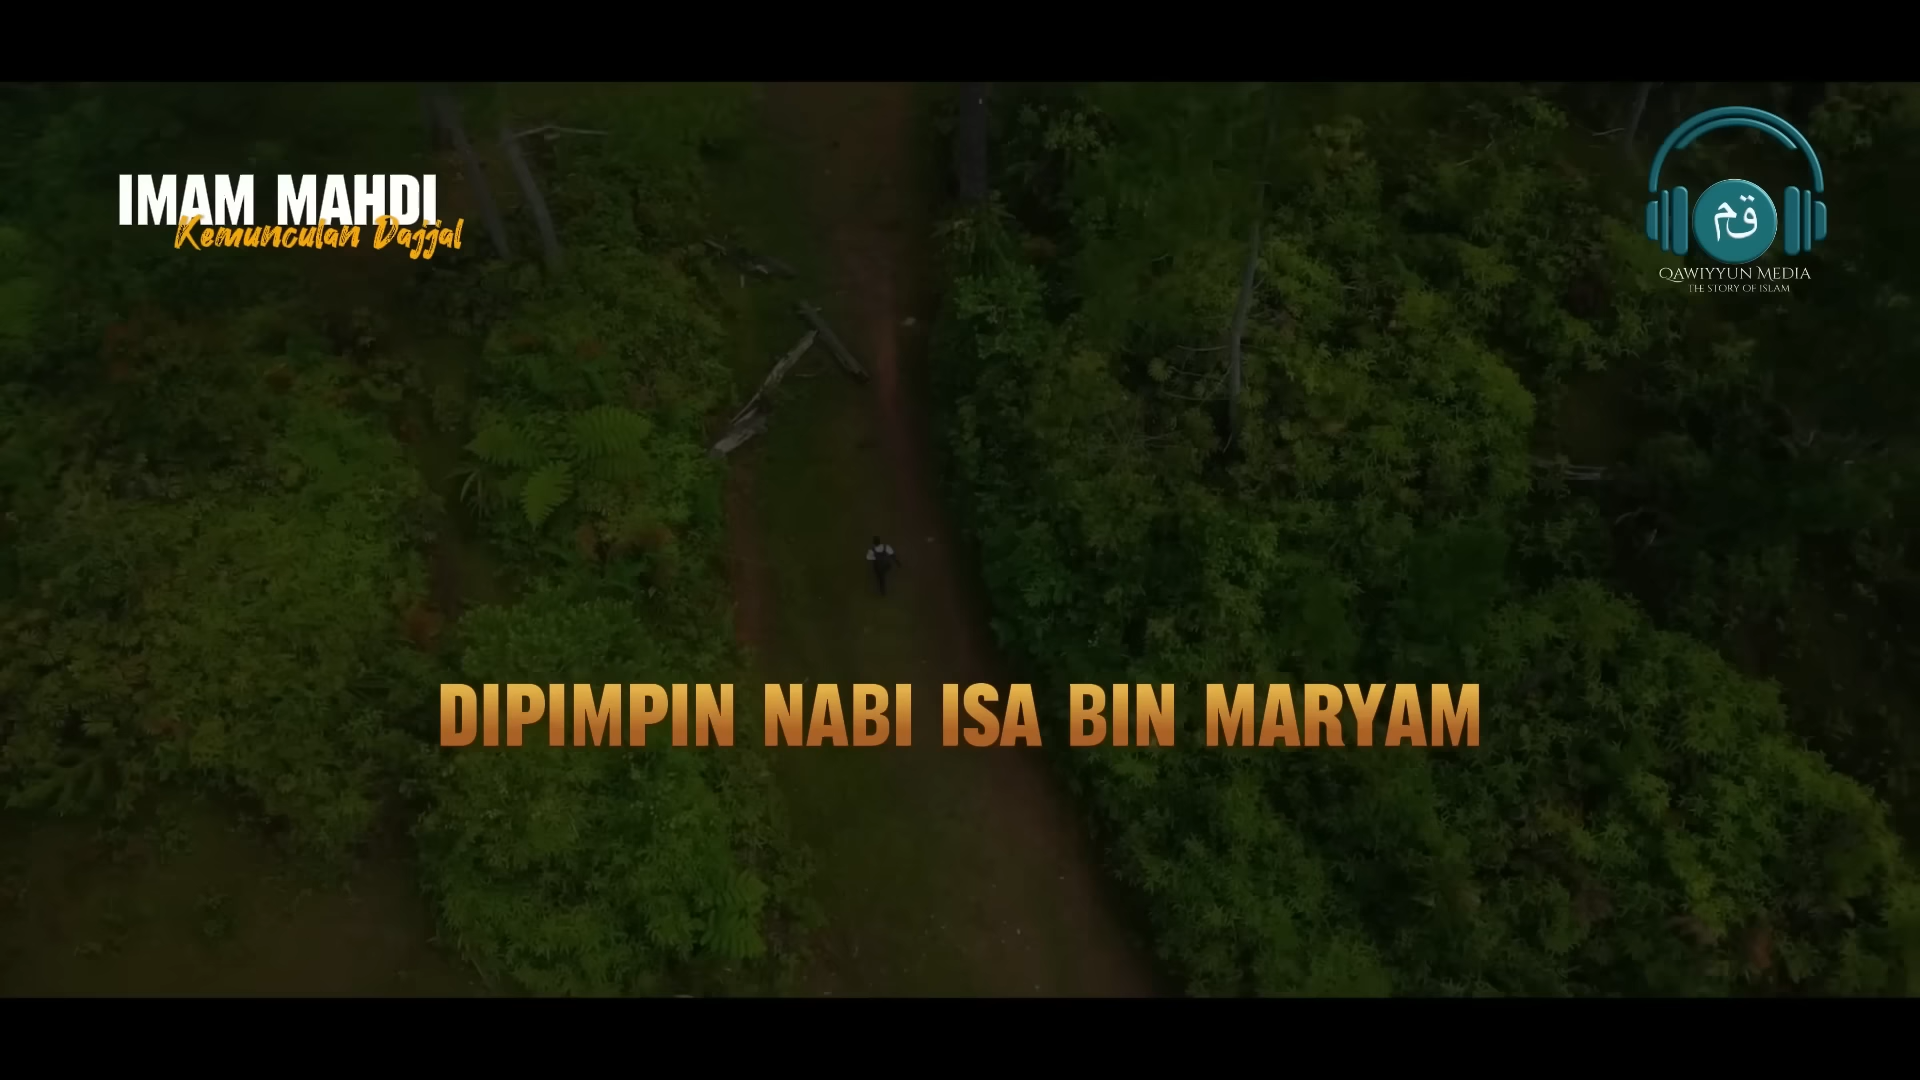 IMAM MAHDI
Kemunculan Dajjal
قم
QAWIYYUN MEDIA
THE STORY OF ISLAM
DIPIMPIN NABI ISA BIN MARYAM